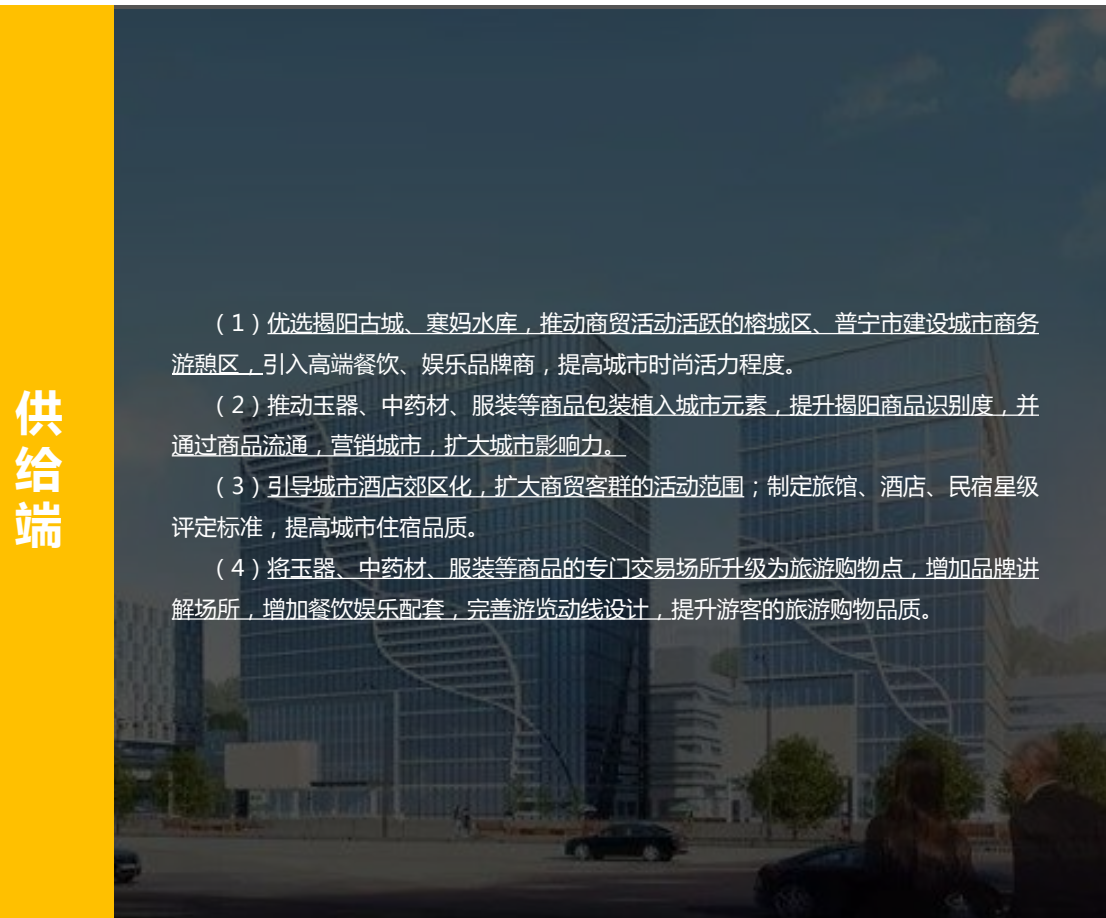 供给端
（1）优选揭阳古城、寒妈水库，推动商贸活动活跃的榕城区、普宁市建设城市商务
游憩区，引入高端餐饮、娱乐品牌商，提高城市时尚活力程度。
（2）推动玉器、中药材、服装等商品包装植入城市元素，提升揭阳商品识别度，并
通过商品流通，营销城市，扩大城市影响力。
（3）引导城市酒店郊区化，扩大商贸客群的活动范围；制定旅馆、酒店、民宿星级
评定标准，提高城市住宿品质。
（4）将玉器、中药材、服装等商品的专门交易场所升级为旅游购物点，增加品牌讲
解场所，增加餐饮娱乐配套，完善游览动线设计，提升游客的旅游购物品质。